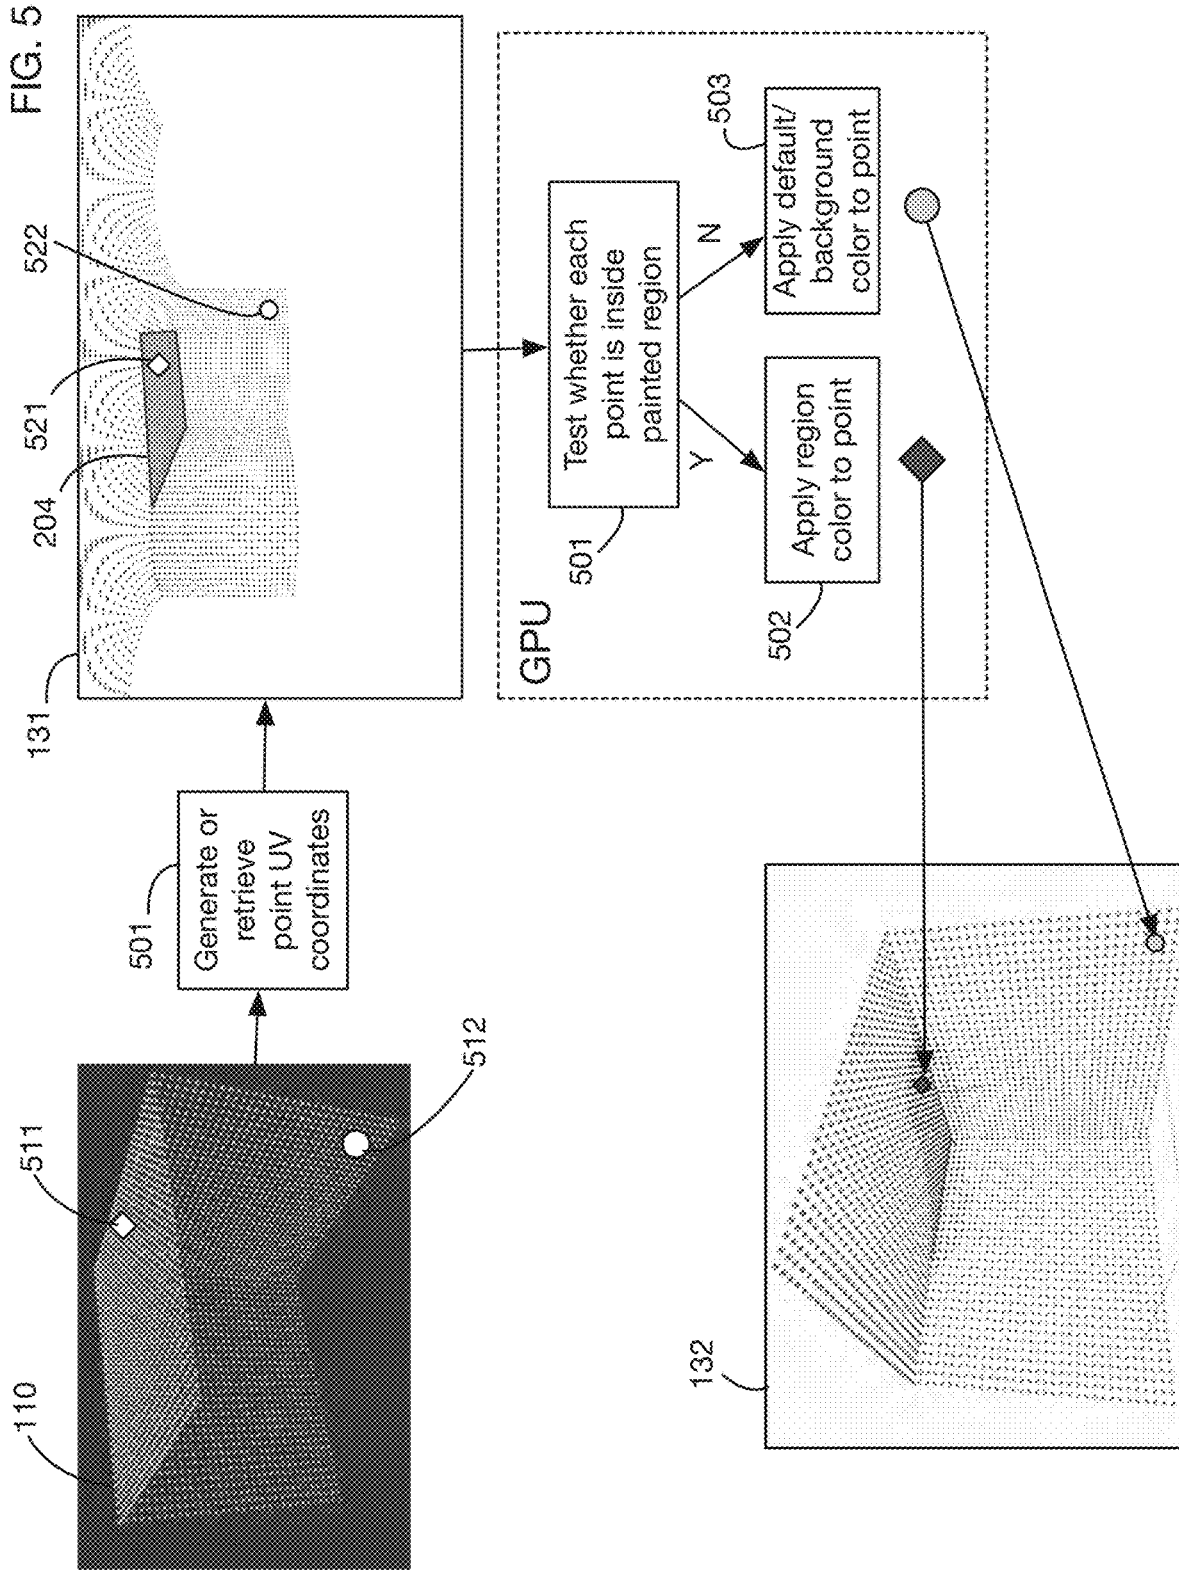 FIG. 5
110
511
512
501
Generate or
retrieve
point UV
coordinates
131
204
521
522
GPU
501
Test whether each
point is inside
painted region
Y
N
502
Apply region
color to point
503
Apply default/
background
color to point
132